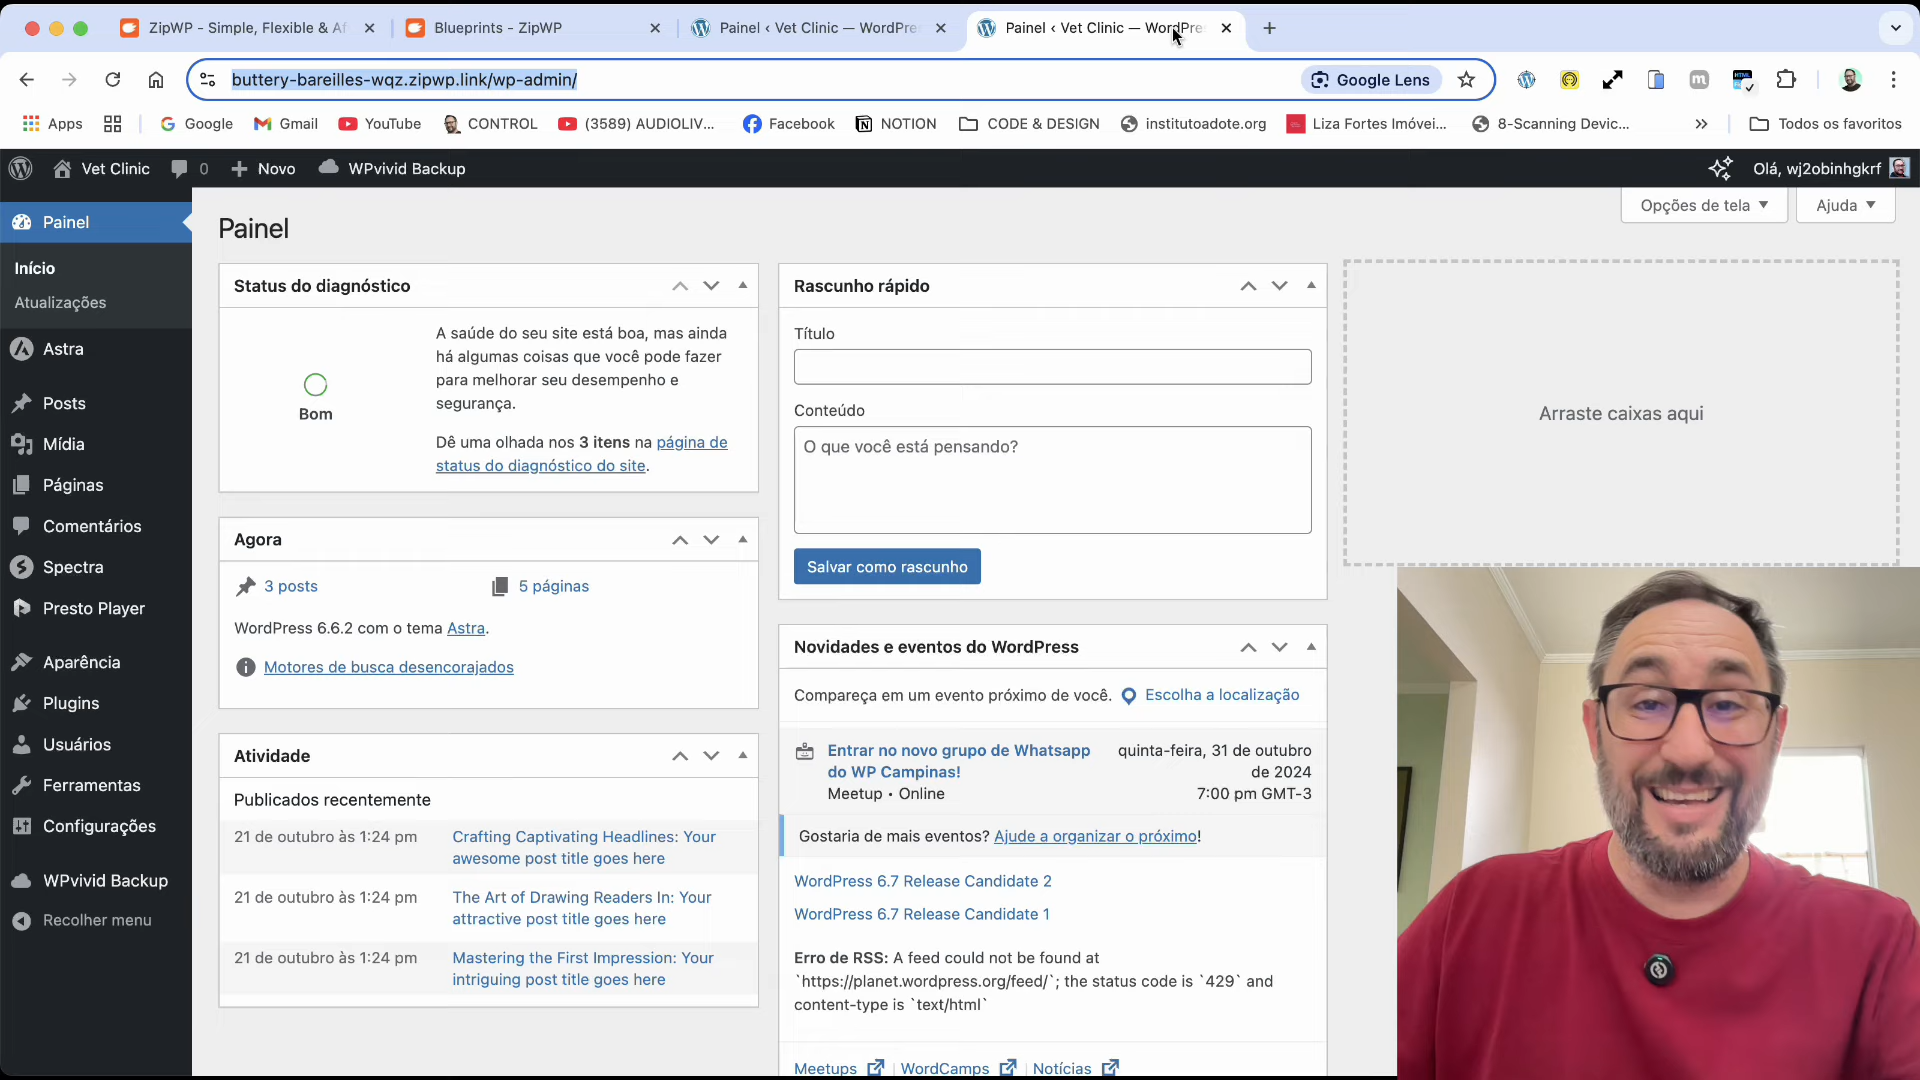 ZipWP - Simple, Flexible & Af
Blueprints - ZipWP
Painel ‹ Vet Clinic — WordPre
Painel ‹ Vet Clinic — WordPre
buttery-bareilles-wqz.zipwp.link/wp-admin/
Google Lens
Apps
Google
Gmail
YouTube
CONTROL
(3589) AUDIOLIV...
Facebook
NOTION
CODE & DESIGN
institutoadote.org
Liza Fortes Imóvei...
8-Scanning Devic...
Todos os favoritos
Vet Clinic
0
Novo
WPvivid Backup
Olá, wj2obinhgkrf
Painel
Início
Atualizações
Astra
Posts
Mídia
Páginas
Comentários
Spectra
Presto Player
Aparência
Plugins
Usuários
Ferramentas
Configurações
WPvivid Backup
Recolher menu
Opções de tela
Ajuda
Painel
Status do diagnóstico
Bom
A saúde do seu site está boa, mas ainda
há algumas coisas que você pode fazer
para melhorar seu desempenho e
segurança.
Dê uma olhada nos 3 itens na página de
status do diagnóstico do site.
Agora
3 posts
5 páginas
WordPress 6.6.2 com o tema Astra.
Motores de busca desencorajados
Atividade
Publicados recentemente
21 de outubro às 1:24 pm
Crafting Captivating Headlines: Your
awesome post title goes here
21 de outubro às 1:24 pm
The Art of Drawing Readers In: Your
attractive post title goes here
21 de outubro às 1:24 pm
Mastering the First Impression: Your
intriguing post title goes here
Rascunho rápido
Título
Conteúdo
O que você está pensando?
Salvar como rascunho
Novidades e eventos do WordPress
Compareça em um evento próximo de você.
Escolha a localização
Entrar no novo grupo de Whatsapp
do WP Campinas!
Meetup • Online
quinta-feira, 31 de outubro
de 2024
7:00 pm GMT-3
Gostaria de mais eventos? Ajude a organizar o próximo!
WordPress 6.7 Release Candidate 2
WordPress 6.7 Release Candidate 1
Erro de RSS: A feed could not be found at
`https://planet.wordpress.org/feed/`; the status code is `429` and
content-type is `text/html`
Meetups | WordCamps | Notícias
Arraste caixas aqui